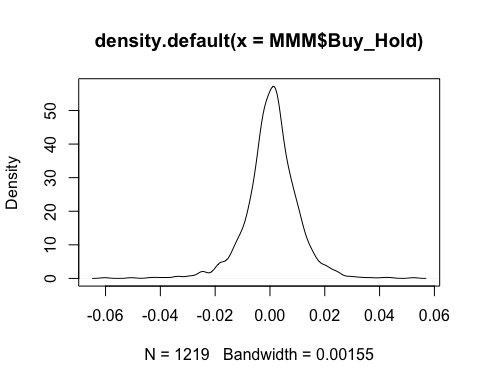 density.default(x = MMM$Buy_Hold)
Density
50
40
30
20
10
0
-0.06 -0.04 -0.02 0.00 0.02 0.04 0.06
N = 1219 Bandwidth = 0.00155